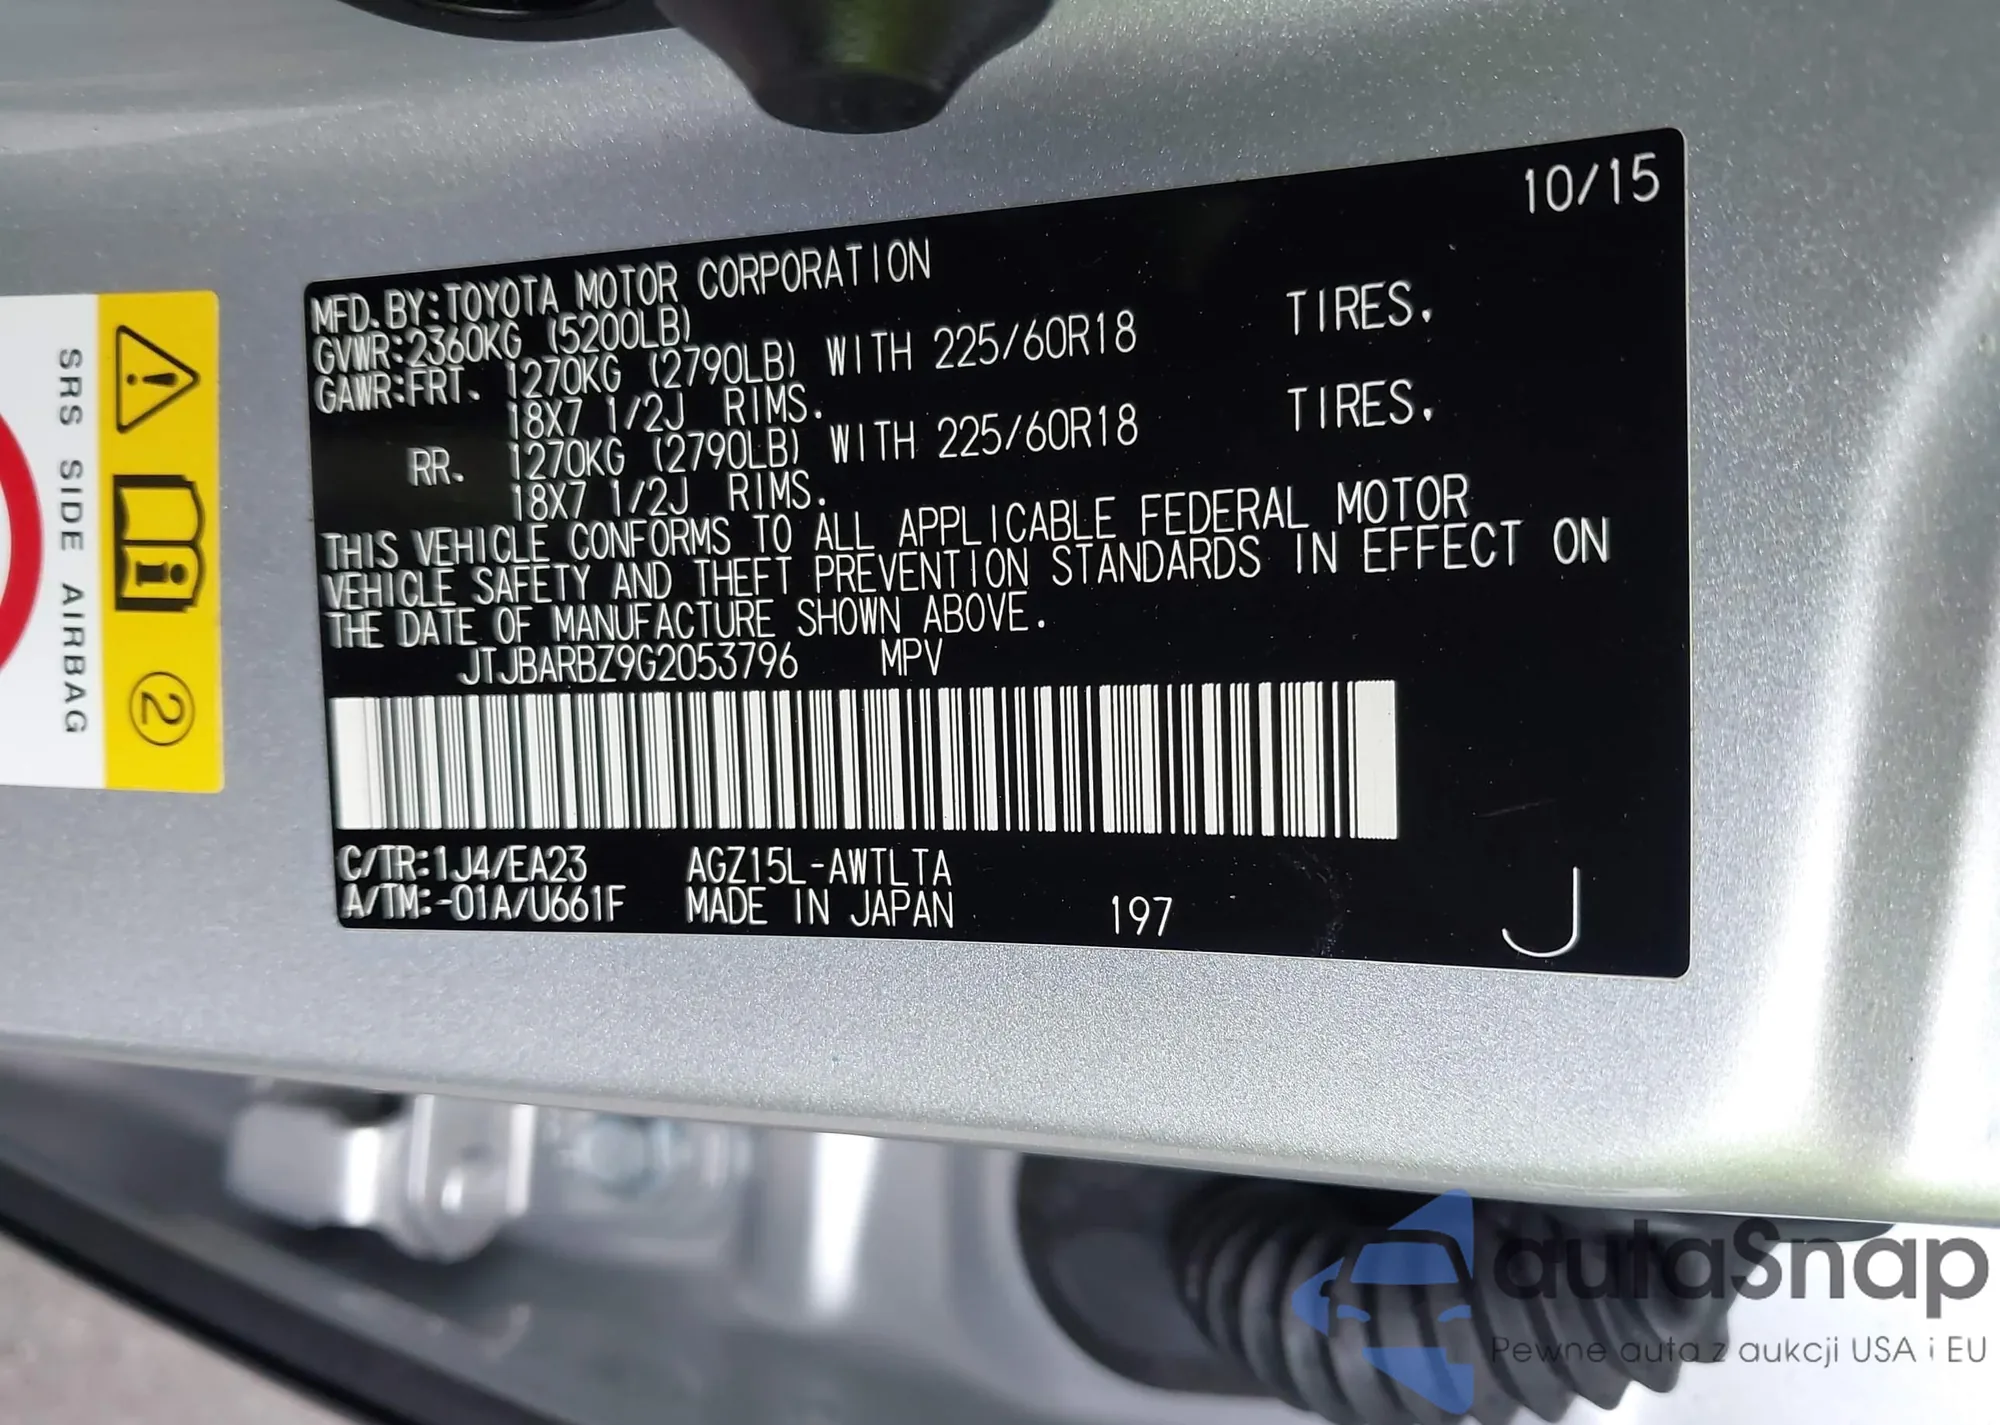 10/15
MFD. BY: TOYOTA MOTOR CORPORATION
GVWR: 2360KG (5200LB)
GAWR: FRT. 1270KG (2790LB) WITH 225/60R18 TIRES.
18X7 1/2J RIMS.
RR. 1270KG (2790LB) WITH 225/60R18 TIRES.
18X7 1/2J RIMS.
THIS VEHICLE CONFORMS TO ALL APPLICABLE FEDERAL MOTOR
VEHICLE SAFETY AND THEFT PREVENTION STANDARDS IN EFFECT ON
THE DATE OF MANUFACTURE SHOWN ABOVE.
JTJBARBZ9G2053796 MPV
C/TR: 1J4/EA23 AGZ15L-AWTLTA
A/TM: -01A/U661F MADE IN JAPAN 197 J
SRS SIDE AIRBAG
2
autaSnap
Pewne auta z aukcji USA i EU